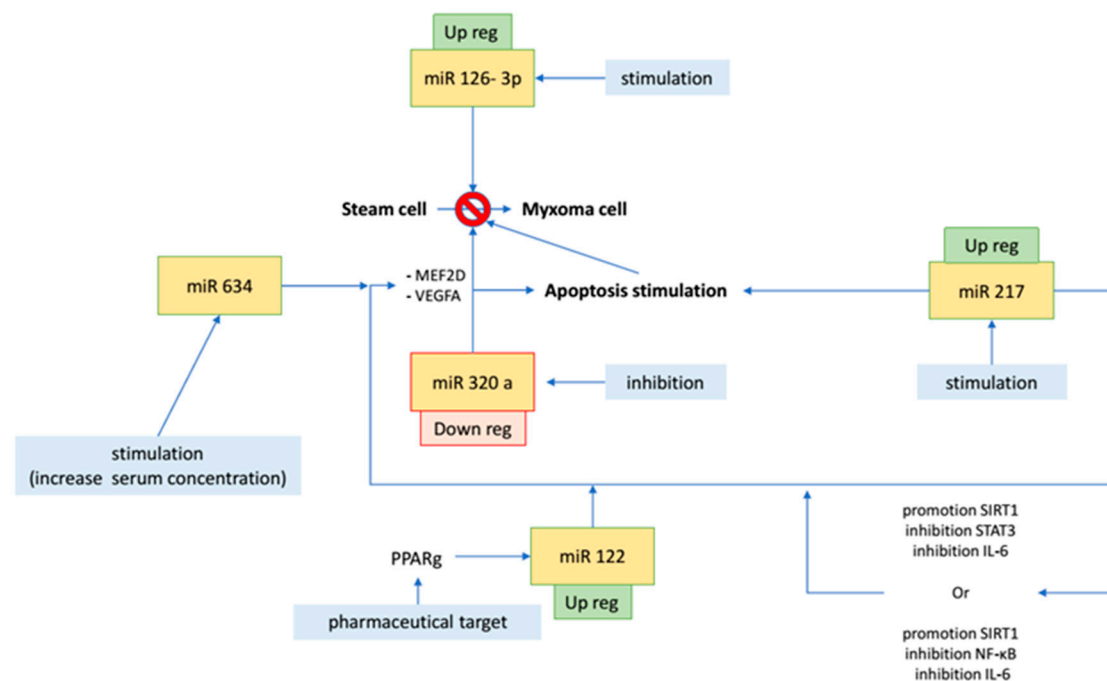 Up reg
miR 126- 3p
stimulation
Steam cell
Myxoma cell
Up reg
miR 634
- MEF2D
- VEGFA
Apoptosis stimulation
miR 217
miR 320 a
inhibition
stimulation
Down reg
stimulation
(increase serum concentration)
promotion SIRT1
inhibition STAT3
inhibition IL-6
PPARg
miR 122
Or
Up reg
pharmaceutical target
promotion SIRT1
inhibition NF-κB
inhibition IL-6